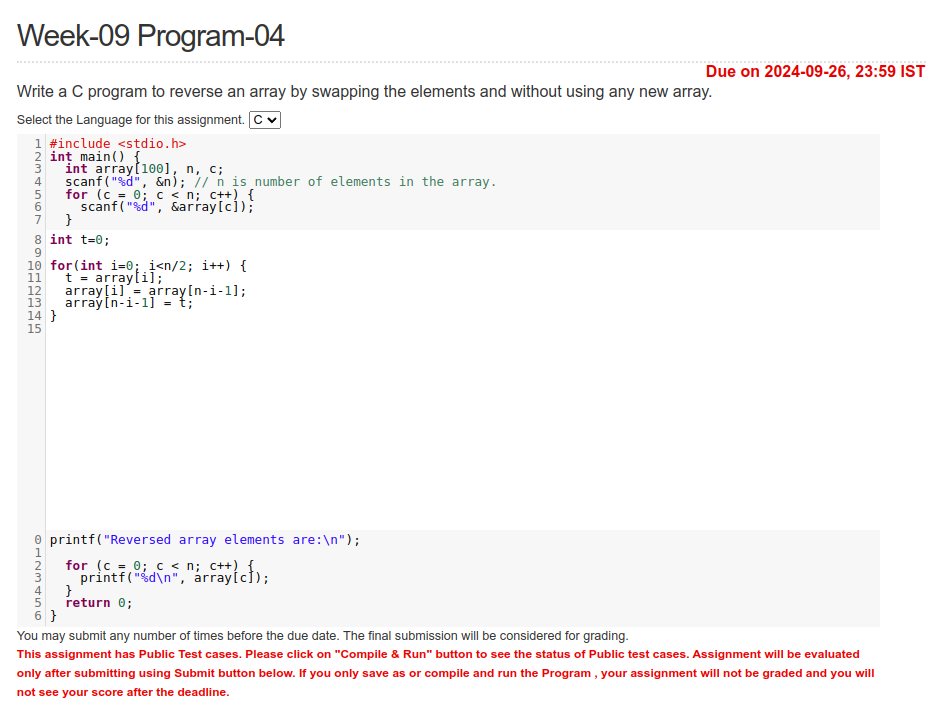 Week-09 Program-04
Due on 2024-09-26, 23:59 IST
Write a C program to reverse an array by swapping the elements and without using any new array.
Select the Language for this assignment. C
1 #include <stdio.h>
2 int main() {
3   int array[100], n, c;
4   scanf("%d", &n); // n is number of elements in the array.
5   for (c = 0; c < n; c++) {
6     scanf("%d", &array[c]);
7   }
8 int t=0;
9
10 for(int i=0; i<n/2; i++) {
11   t = array[i];
12   array[i] = array[n-i-1];
13   array[n-i-1] = t;
14 }
15
0 printf("Reversed array elements are:\n");
1
2   for (c = 0; c < n; c++) {
3     printf("%d\n", array[c]);
4   }
5   return 0;
6 }
You may submit any number of times before the due date. The final submission will be considered for grading.
This assignment has Public Test cases. Please click on "Compile & Run" button to see the status of Public test cases. Assignment will be evaluated
only after submitting using Submit button below. If you only save as or compile and run the Program , your assignment will not be graded and you will
not see your score after the deadline.